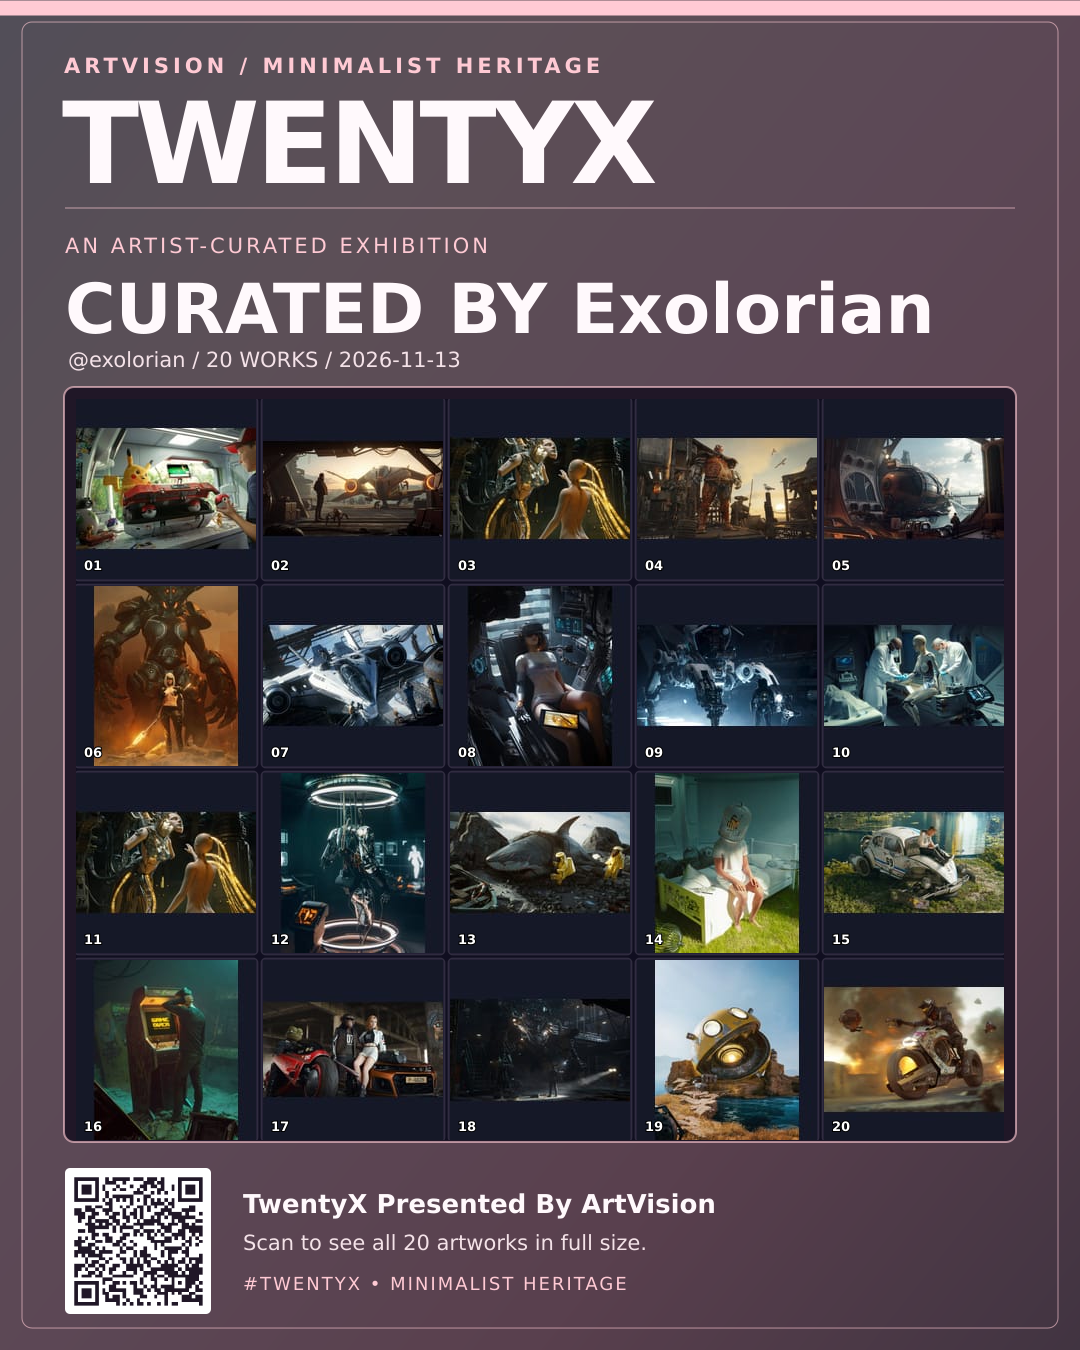 ARTVISION / MINIMALIST HERITAGE
TWENTYX
AN ARTIST-CURATED EXHIBITION
CURATED BY Exolorian
@exolorian / 20 WORKS / 2026-11-13
01
02
03
04
05
06
07
08
09
10
11
12
13
14
15
GAME OVER
16
17
18
19
20
TwentyX Presented By ArtVision
Scan to see all 20 artworks in full size.
#TWENTYX • MINIMALIST HERITAGE